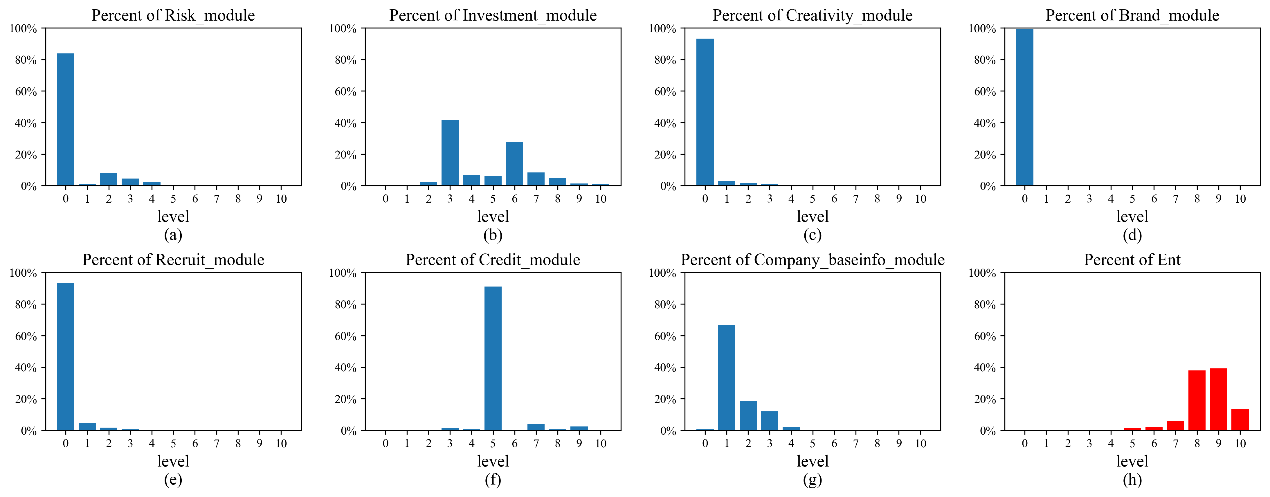 Percent of Risk_module
100%
80%
60%
40%
20%
0%
0 1 2 3 4 5 6 7 8 9 10
level
(a)
Percent of Investment_module
100%
80%
60%
40%
20%
0%
0 1 2 3 4 5 6 7 8 9 10
level
(b)
Percent of Creativity_module
100%
80%
60%
40%
20%
0%
0 1 2 3 4 5 6 7 8 9 10
level
(c)
Percent of Brand_module
100%
80%
60%
40%
20%
0%
0 1 2 3 4 5 6 7 8 9 10
level
(d)
Percent of Recruit_module
100%
80%
60%
40%
20%
0%
0 1 2 3 4 5 6 7 8 9 10
level
(e)
Percent of Credit_module
100%
80%
60%
40%
20%
0%
0 1 2 3 4 5 6 7 8 9 10
level
(f)
Percent of Company_baseinfo_module
100%
80%
60%
40%
20%
0%
0 1 2 3 4 5 6 7 8 9 10
level
(g)
Percent of Ent
100%
80%
60%
40%
20%
0%
0 1 2 3 4 5 6 7 8 9 10
level
(h)